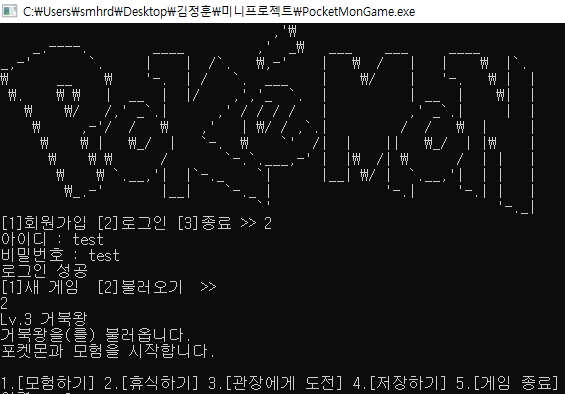 C:₩Users₩smhrd₩Desktop₩김정훈₩미니프로젝트₩PocketMonGame.exe
POKéMON
[1]회원가입 [2]로그인 [3]종료 >> 2
아이디 : test
비밀번호 : test
로그인 성공
[1]새 게임  [2]불러오기  >>
2
Lv.3 거북왕
거북왕을(를) 불러옵니다.
포켓몬과 모험을 시작합니다.
1.[모험하기] 2.[휴식하기] 3.[관장에게 도전] 4.[저장하기] 5.[게임 종료]